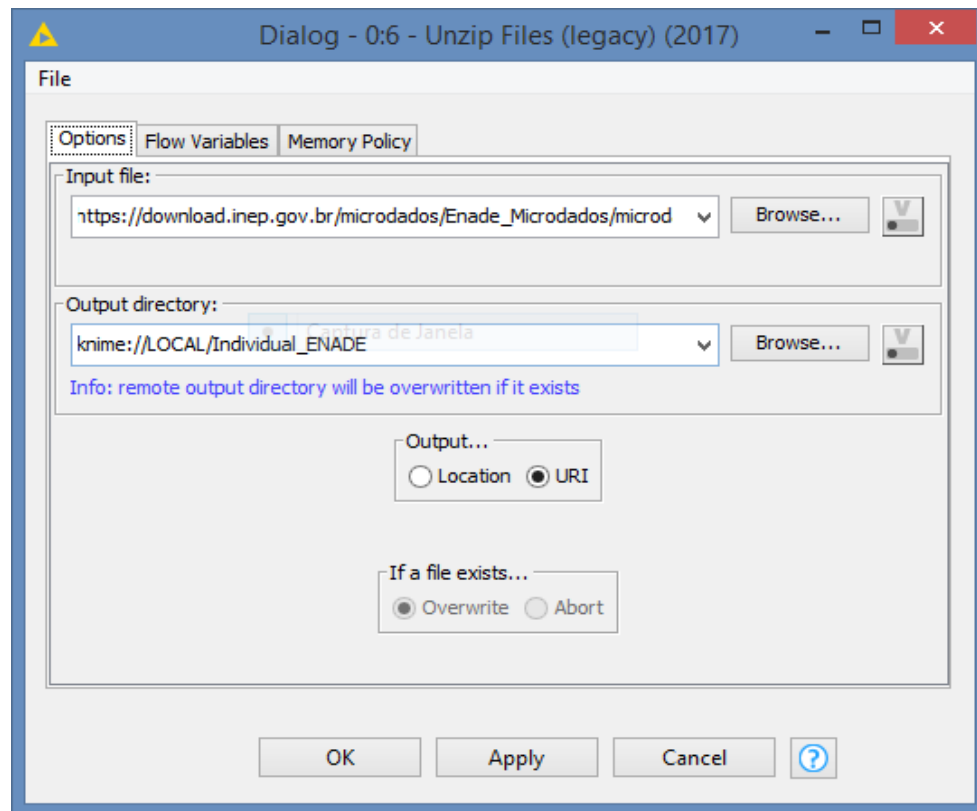 Dialog - 0:6 - Unzip Files (legacy) (2017)
File
Options Flow Variables Memory Policy
Input file:
https://download.inep.gov.br/microdados/Enade_Microdados/microd Browse... V
Output directory:
Captura de Janela
knime://LOCAL/Individual_ENADE Browse... V
Info: remote output directory will be overwritten if it exists
Output...
Location URI
If a file exists...
Overwrite Abort
OK Apply Cancel ?